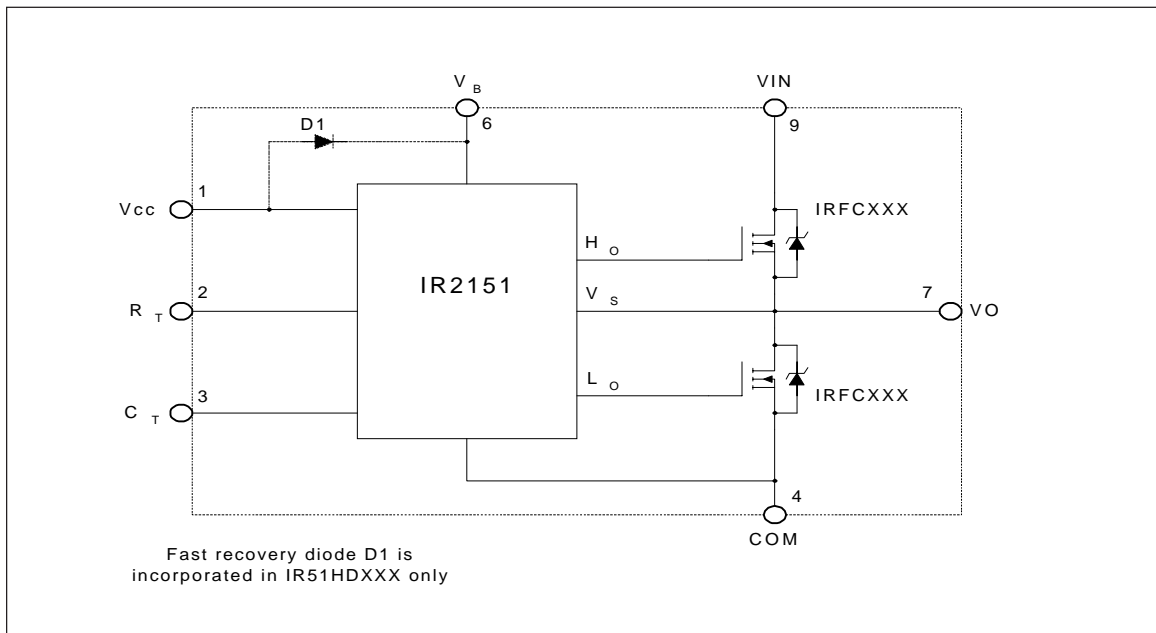 V B
VIN
6
9
D1
1
Vcc
IRFCXXX
H O
IR2151
2
R T
V S
7
VO
L O
3
C T
IRFCXXX
4
COM
Fast recovery diode D1 is
incorporated in IR51HDXXX only